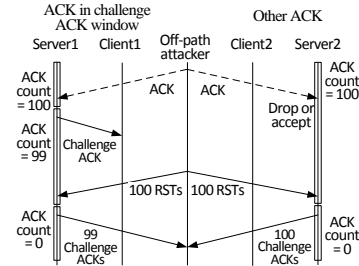 ACK in challenge
ACK window
Other ACK
Server1
Client1
Off-path
attacker
Client2
Server2
ACK
count
= 100
ACK
ACK
ACK
count
= 100
Drop or
accept
ACK
count
= 99
Challenge
ACK
100 RSTs
100 RSTs
ACK
count
=0
99
Challenge
ACKs
100
Challenge
ACKs
ACK
count
=0